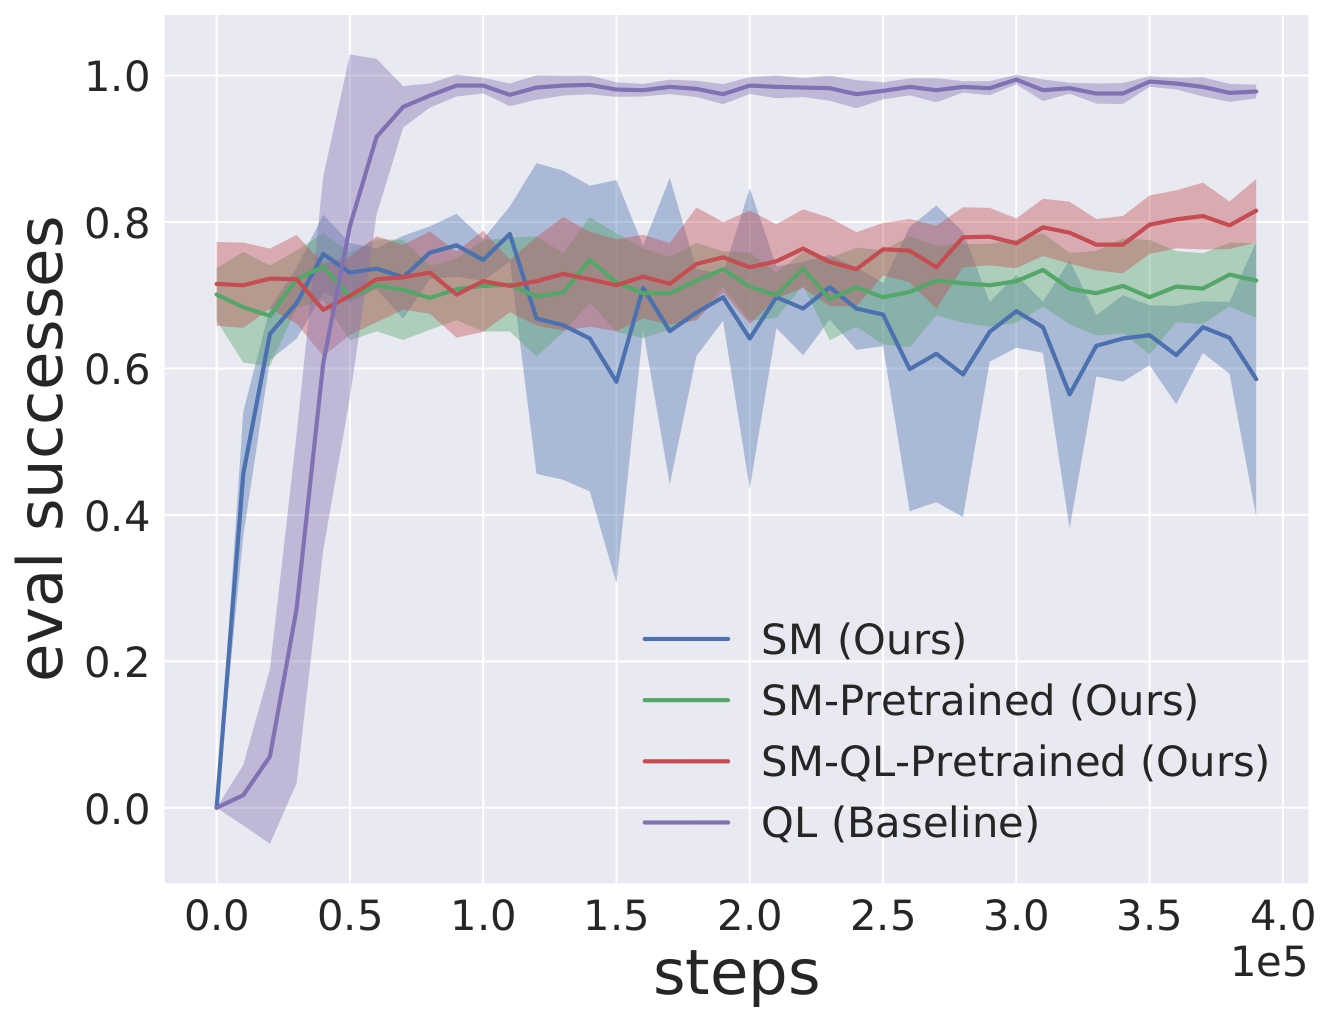 eval successes
1.0
0.8
0.6
0.4
0.2
0.0
SM (Ours)
SM-Pretrained (Ours)
SM-QL-Pretrained (Ours)
QL (Baseline)
0.0 0.5 1.0 1.5 2.0 2.5 3.0 3.5 4.0
1e5
steps